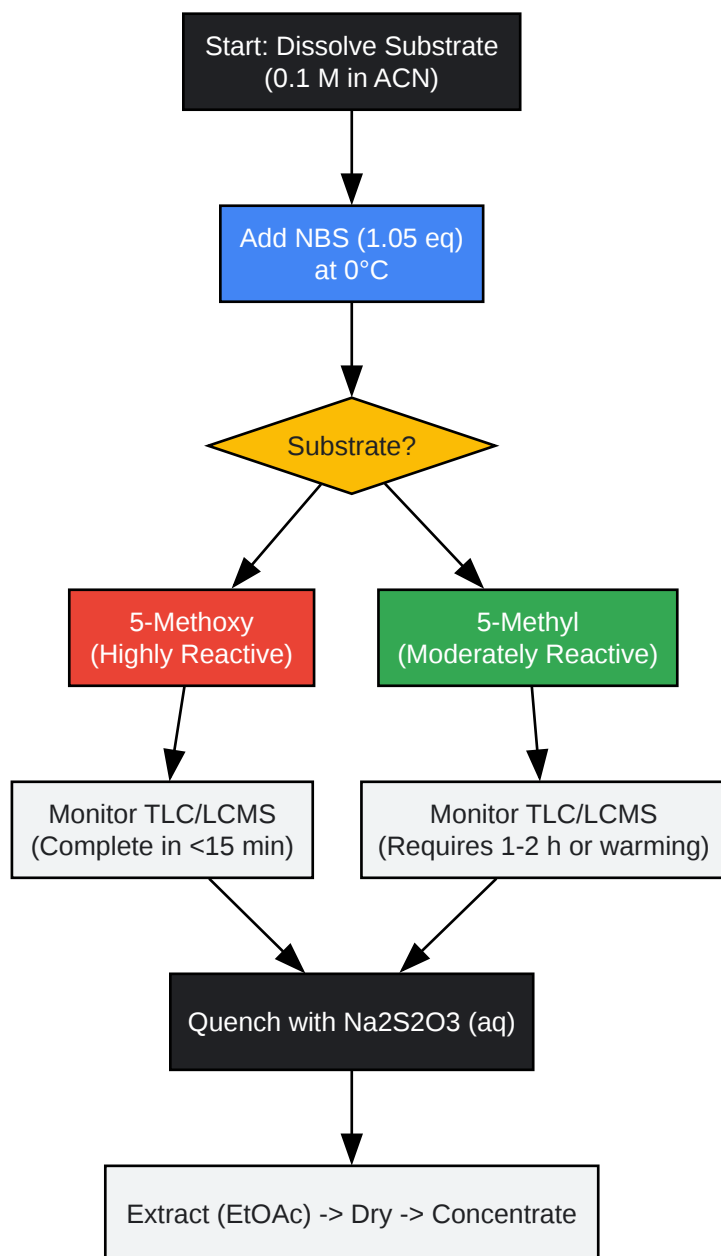 Start: Dissolve Substrate
(0.1 M in ACN)
Add NBS (1.05 eq)
at 0°C
Substrate?
5-Methoxy
(Highly Reactive)
5-Methyl
(Moderately Reactive)
Monitor TLC/LCMS
(Complete in <15 min)
Monitor TLC/LCMS
(Requires 1-2 h or warming)
Quench with Na2S2O3 (aq)
Extract (EtOAc) -> Dry -> Concentrate